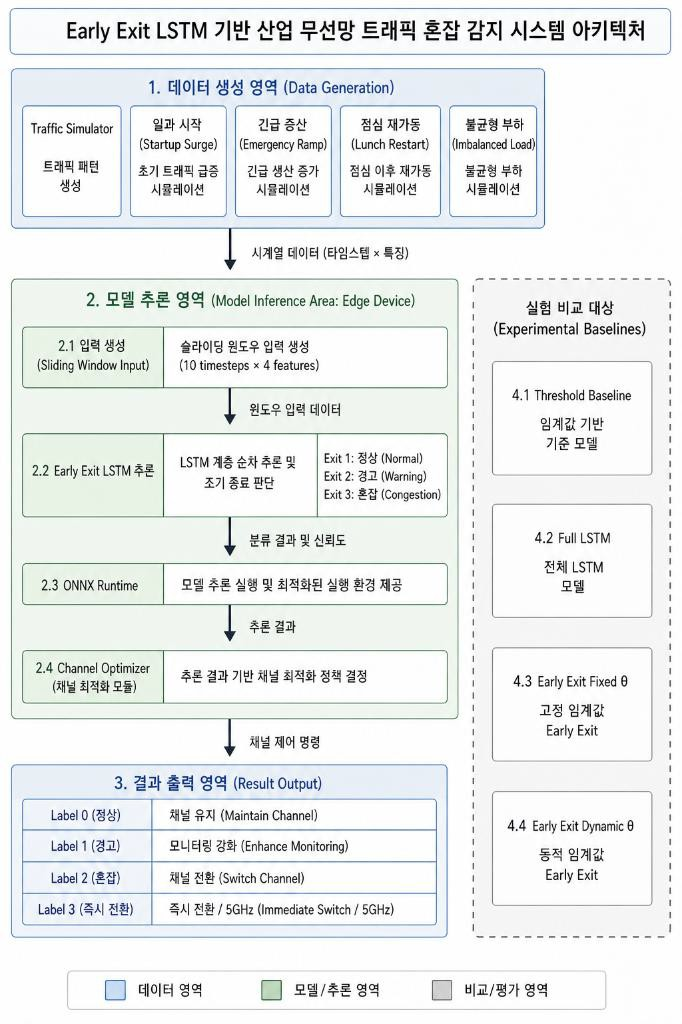 Early Exit LSTM 기반 산업 무선망 트래픽 혼잡 감지 시스템 아키텍처
1. 데이터 생성 영역 (Data Generation)
Traffic Simulator
트래픽 패턴
생성
일과 시작
(Startup Surge)
초기 트래픽 급증
시뮬레이션
긴급 증산
(Emergency Ramp)
긴급 생산 증가
시뮬레이션
점심 재가동
(Lunch Restart)
점심 이후 재가동
시뮬레이션
불균형 부하
(Imbalanced Load)
불균형 부하
시뮬레이션
시계열 데이터 (타임스텝 × 특징)
2. 모델 추론 영역 (Model Inference Area: Edge Device)
2.1 입력 생성
(Sliding Window Input)
슬라이딩 윈도우 입력 생성
(10 timesteps × 4 features)
윈도우 입력 데이터
2.2 Early Exit LSTM 추론
LSTM 계층 순차 추론 및
조기 종료 판단
Exit 1: 정상 (Normal)
Exit 2: 경고 (Warning)
Exit 3: 혼잡 (Congestion)
분류 결과 및 신뢰도
2.3 ONNX Runtime
모델 추론 실행 및 최적화된 실행 환경 제공
추론 결과
2.4 Channel Optimizer
(채널 최적화 모듈)
추론 결과 기반 채널 최적화 정책 결정
채널 제어 명령
3. 결과 출력 영역 (Result Output)
Label 0 (정상)
채널 유지 (Maintain Channel)
Label 1 (경고)
모니터링 강화 (Enhance Monitoring)
Label 2 (혼잡)
채널 전환 (Switch Channel)
Label 3 (즉시 전환)
즉시 전환 / 5GHz (Immediate Switch / 5GHz)
실험 비교 대상
(Experimental Baselines)
4.1 Threshold Baseline
임계값 기반
기준 모델
4.2 Full LSTM
전체 LSTM
모델
4.3 Early Exit Fixed θ
고정 임계값
Early Exit
4.4 Early Exit Dynamic θ
동적 임계값
Early Exit
데이터 영역
모델/추론 영역
비교/평가 영역